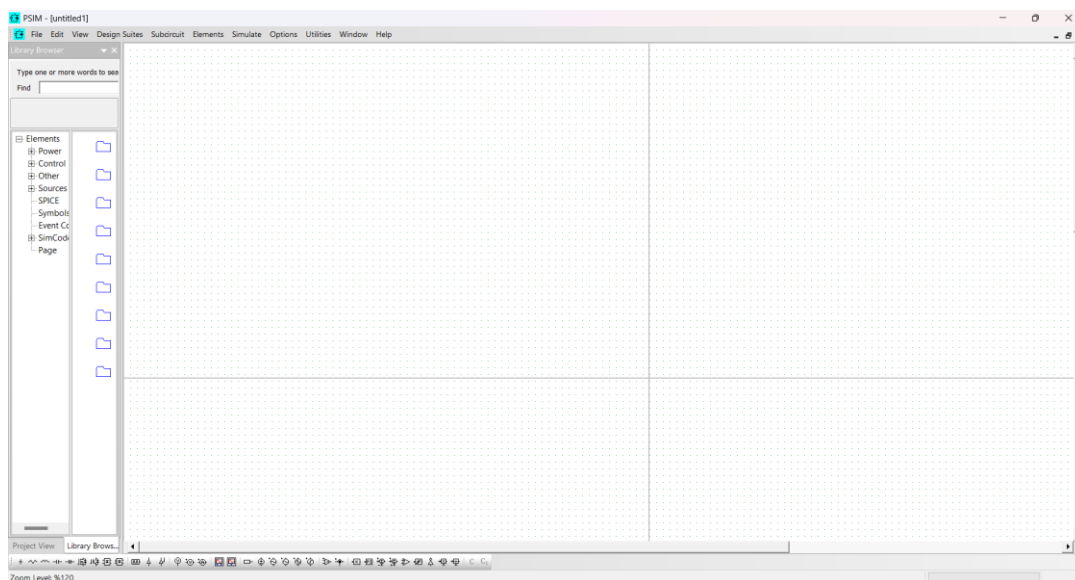 PSIM - [untitled1]
File Edit View Design Suites Subcircuit Elements Simulate Options Utilities Window Help
Library Browser
Type one or more words to sea
Find
Elements
Power
Control
Other
Sources
SPICE
Symbols
Event Co
SimCode
Page
Project View Library Brows...
Zoom Level: %120